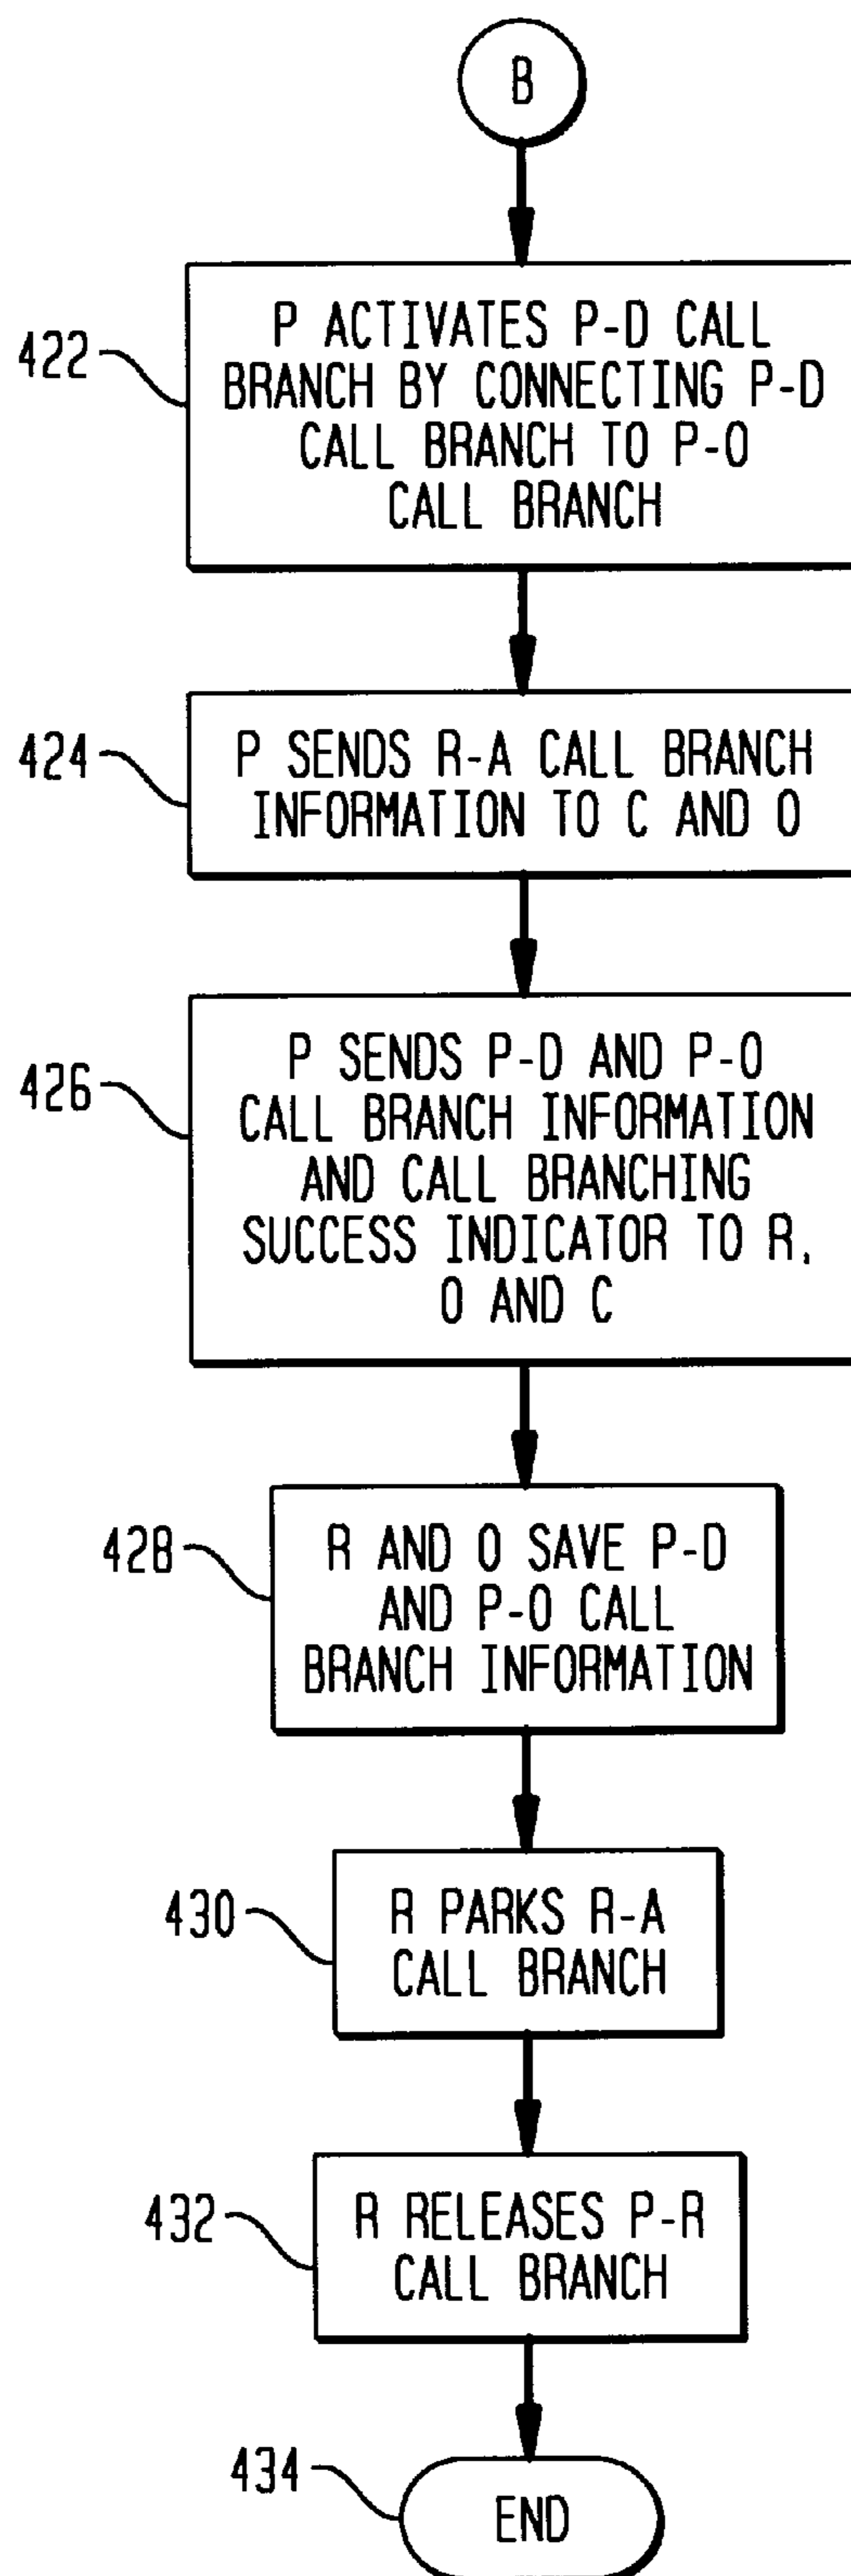 B
422
P ACTIVATES P-D CALL
BRANCH BY CONNECTING P-D
CALL BRANCH TO P-O
CALL BRANCH
424
P SENDS R-A CALL BRANCH
INFORMATION TO C AND O
426
P SENDS P-D AND P-O
CALL BRANCH INFORMATION
AND CALL BRANCHING
SUCCESS INDICATOR TO R,
O AND C
428
R AND O SAVE P-D
AND P-O CALL
BRANCH INFORMATION
430
R PARKS R-A
CALL BRANCH
432
R RELEASES P-R
CALL BRANCH
434
END